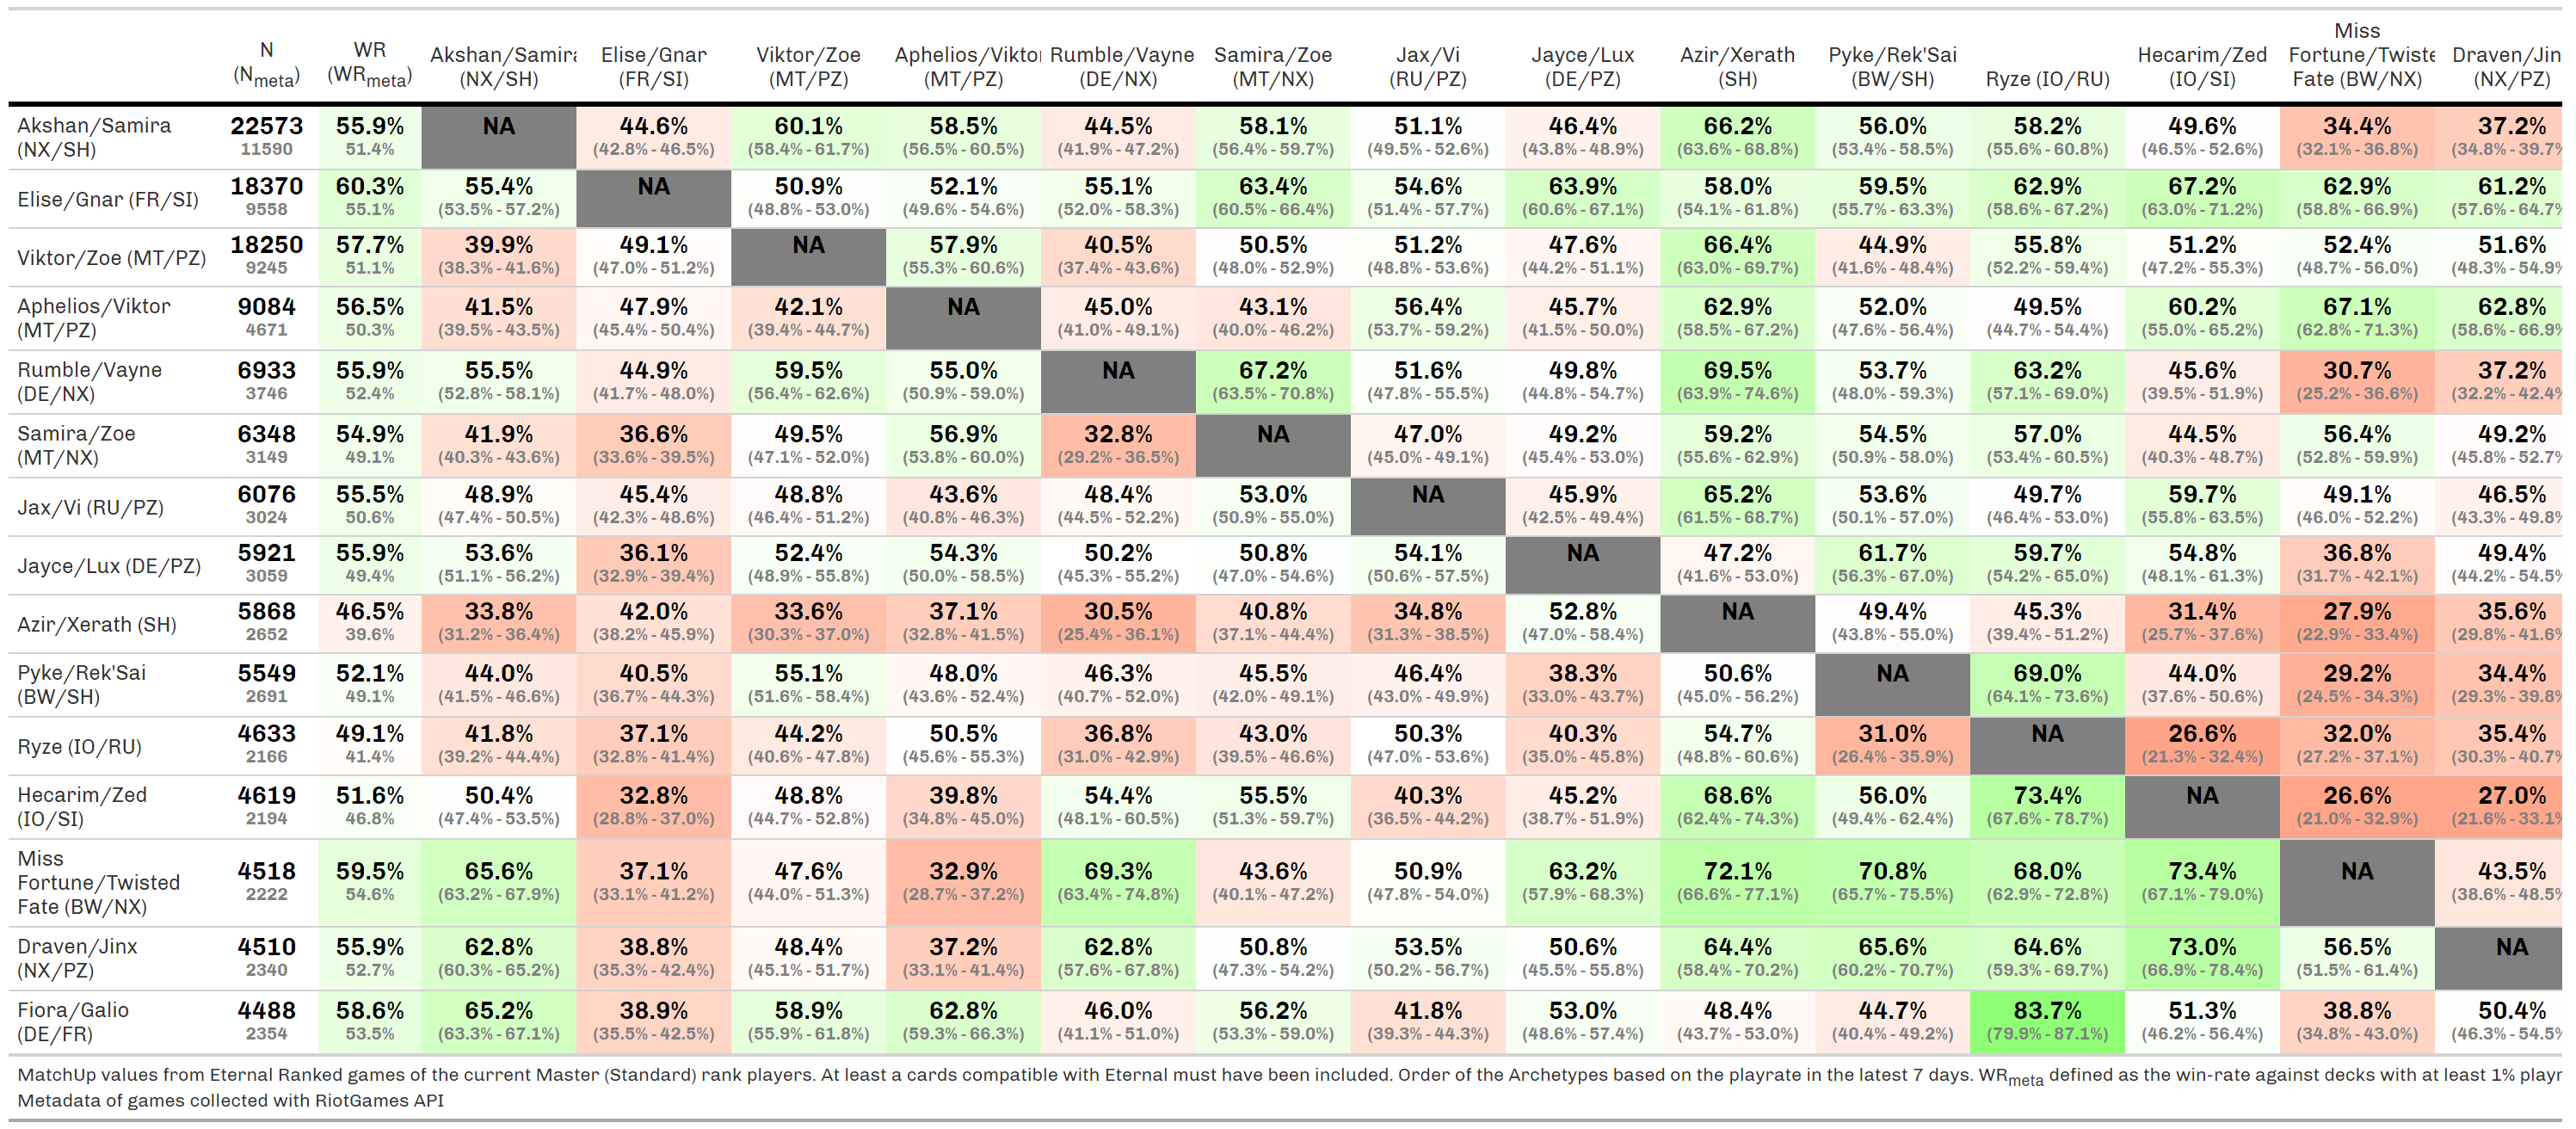 N (Nmeta) WR (WRmeta) Akshan/Samira (NX/SH) Elise/Gnar (FR/SI) Viktor/Zoe (MT/PZ) Aphelios/Viktor (MT/PZ) Rumble/Vayne (DE/NX) Samira/Zoe (MT/NX) Jax/Vi (RU/PZ) Jayce/Lux (DE/PZ) Azir/Xerath (SH) Pyke/Rek'Sai (BW/SH) Ryze (IO/RU) Hecarim/Zed (IO/SI) Miss Fortune/Twiste Fate (BW/NX) Draven/Jin (NX/PZ)
Akshan/Samira (NX/SH) 22573 55.9% NA 44.6% 60.1% 58.5% 44.5% 58.1% 51.1% 46.4% 66.2% 56.0% 58.2% 49.6% 34.4% 37.2%
11590 51.4% (42.8% - 46.5%) (58.4% - 61.7%) (56.5% - 60.5%) (41.9% - 47.2%) (56.4% - 59.7%) (49.5% - 52.6%) (43.8% - 48.9%) (63.6% - 68.8%) (53.4% - 58.5%) (55.6% - 60.8%) (46.5% - 52.6%) (32.1% - 36.8%) (34.8% - 39.7%
Elise/Gnar (FR/SI) 18370 60.3% 55.4% NA 50.9% 52.1% 55.1% 63.4% 54.6% 63.9% 58.0% 59.5% 62.9% 67.2% 62.9% 61.2%
9558 55.1% (53.5% - 57.2%) (48.8% - 53.0%) (49.6% - 54.6%) (52.0% - 58.3%) (60.5% - 66.4%) (51.4% - 57.7%) (60.6% - 67.1%) (54.1% - 61.8%) (55.7% - 63.3%) (58.6% - 67.2%) (63.0% - 71.2%) (58.8% - 66.9%) (57.6% - 64.7%
Viktor/Zoe (MT/PZ) 18250 57.7% 39.9% 49.1% NA 57.9% 40.5% 50.5% 51.2% 47.6% 66.4% 44.9% 55.8% 51.2% 52.4% 51.6%
9245 51.1% (38.3% - 41.6%) (47.0% - 51.2%) (55.3% - 60.6%) (37.4% - 43.6%) (48.0% - 52.9%) (48.8% - 53.6%) (44.2% - 51.1%) (63.0% - 69.7%) (41.6% - 48.4%) (52.2% - 59.4%) (47.2% - 55.3%) (48.7% - 56.0%) (48.3% - 54.9%
Aphelios/Viktor (MT/PZ) 9084 56.5% 41.5% 47.9% 42.1% NA 45.0% 43.1% 56.4% 45.7% 62.9% 52.0% 49.5% 60.2% 67.1% 62.8%
4671 50.3% (39.5% - 43.5%) (45.4% - 50.4%) (39.4% - 44.7%) (41.0% - 49.1%) (40.0% - 46.2%) (53.7% - 59.2%) (41.5% - 50.0%) (58.5% - 67.2%) (47.6% - 56.4%) (44.7% - 54.4%) (55.0% - 65.2%) (62.8% - 71.3%) (58.6% - 66.9%
Rumble/Vayne (DE/NX) 6933 55.9% 55.5% 44.9% 59.5% 55.0% NA 67.2% 51.6% 49.8% 69.5% 53.7% 63.2% 45.6% 30.7% 37.2%
3746 52.4% (52.8% - 58.1%) (41.7% - 48.0%) (56.4% - 62.6%) (50.9% - 59.0%) (63.5% - 70.8%) (47.8% - 55.5%) (44.8% - 54.7%) (63.9% - 74.6%) (48.0% - 59.3%) (57.1% - 69.0%) (39.5% - 51.9%) (25.2% - 36.6%) (32.2% - 42.4%
Samira/Zoe (MT/NX) 6348 54.9% 41.9% 36.6% 49.5% 56.9% 32.8% NA 47.0% 49.2% 59.2% 54.5% 57.0% 44.5% 56.4% 49.2%
3149 49.1% (40.3% - 43.6%) (33.6% - 39.5%) (47.1% - 52.0%) (53.8% - 60.0%) (29.2% - 36.5%) (45.0% - 49.1%) (45.4% - 53.0%) (55.6% - 62.9%) (50.9% - 58.0%) (53.4% - 60.5%) (40.3% - 48.7%) (52.8% - 59.9%) (45.8% - 52.7%
Jax/Vi (RU/PZ) 6076 55.5% 48.9% 45.4% 48.8% 43.6% 48.4% 53.0% NA 45.9% 65.2% 53.6% 49.7% 59.7% 49.1% 46.5%
3024 50.6% (47.4% - 50.5%) (42.3% - 48.6%) (46.4% - 51.2%) (40.8% - 46.3%) (44.5% - 52.2%) (50.9% - 55.0%) (42.5% - 49.4%) (61.5% - 68.7%) (50.1% - 57.0%) (46.4% - 53.0%) (55.8% - 63.5%) (46.0% - 52.2%) (43.3% - 49.8%
Jayce/Lux (DE/PZ) 5921 55.9% 53.6% 36.1% 52.4% 54.3% 50.2% 50.8% 54.1% NA 47.2% 61.7% 59.7% 54.8% 36.8% 49.4%
3059 49.4% (51.1% - 56.2%) (32.9% - 39.4%) (48.9% - 55.8%) (50.0% - 58.5%) (45.3% - 55.2%) (47.0% - 54.6%) (50.6% - 57.5%) (41.6% - 53.0%) (56.3% - 67.0%) (54.2% - 65.0%) (48.1% - 61.3%) (31.7% - 42.1%) (44.2% - 54.5%
Azir/Xerath (SH) 5868 46.5% 33.8% 42.0% 33.6% 37.1% 30.5% 40.8% 34.8% 52.8% NA 49.4% 45.3% 31.4% 27.9% 35.6%
2652 39.6% (31.2% - 36.4%) (38.2% - 45.9%) (30.3% - 37.0%) (32.8% - 41.5%) (25.4% - 36.1%) (37.1% - 44.4%) (31.3% - 38.5%) (47.0% - 58.4%) (43.8% - 55.0%) (39.4% - 51.2%) (25.7% - 37.6%) (22.9% - 33.4%) (29.8% - 41.6%
Pyke/Rek'Sai (BW/SH) 5549 52.1% 44.0% 40.5% 55.1% 48.0% 46.3% 45.5% 46.4% 38.3% 50.6% NA 69.0% 44.0% 29.2% 34.4%
2691 49.1% (41.5% - 46.6%) (36.7% - 44.3%) (51.6% - 58.4%) (43.6% - 52.4%) (40.7% - 52.0%) (42.0% - 49.1%) (43.0% - 49.9%) (33.0% - 43.7%) (45.0% - 56.2%) (64.1% - 73.6%) (37.6% - 50.6%) (24.5% - 34.3%) (29.3% - 39.8%
Ryze (IO/RU) 4633 49.1% 41.8% 37.1% 44.2% 50.5% 36.8% 43.0% 50.3% 40.3% 54.7% 31.0% NA 26.6% 32.0% 35.4%
2166 41.4% (39.2% - 44.4%) (32.8% - 41.4%) (40.6% - 47.8%) (45.6% - 55.3%) (31.0% - 42.9%) (39.5% - 46.6%) (47.0% - 53.6%) (35.0% - 45.8%) (48.8% - 60.6%) (26.4% - 35.9%) (21.3% - 32.4%) (27.2% - 37.1%) (30.3% - 40.7%
Hecarim/Zed (IO/SI) 4619 51.6% 50.4% 32.8% 48.8% 39.8% 54.4% 55.5% 40.3% 45.2% 68.6% 56.0% 73.4% NA 26.6% 27.0%
2194 46.8% (47.4% - 53.5%) (28.8% - 37.0%) (44.7% - 52.8%) (34.8% - 45.0%) (48.1% - 60.5%) (51.3% - 59.7%) (36.5% - 44.2%) (38.7% - 51.9%) (62.4% - 74.3%) (49.4% - 62.4%) (67.6% - 78.7%) (21.0% - 32.9%) (21.6% - 33.1%
Miss Fortune/Twisted Fate (BW/NX) 4518 59.5% 65.6% 37.1% 47.6% 32.9% 69.3% 43.6% 50.9% 63.2% 72.1% 70.8% 68.0% 73.4% NA 43.5%
2222 54.6% (63.2% - 67.9%) (33.1% - 41.2%) (44.0% - 51.3%) (28.7% - 37.2%) (63.4% - 74.8%) (40.1% - 47.2%) (47.8% - 54.0%) (57.9% - 68.3%) (66.6% - 77.1%) (65.7% - 75.5%) (62.9% - 72.8%) (67.1% - 79.0%) (38.6% - 48.5%
Draven/Jinx (NX/PZ) 4510 55.9% 62.8% 38.8% 48.4% 37.2% 62.8% 50.8% 53.5% 50.6% 64.4% 65.6% 64.6% 73.0% 56.5% NA
2340 52.7% (60.3% - 65.2%) (35.3% - 42.4%) (45.1% - 51.7%) (33.1% - 41.4%) (57.6% - 67.8%) (47.3% - 54.2%) (50.2% - 56.7%) (45.5% - 55.8%) (58.4% - 70.2%) (60.2% - 70.7%) (59.3% - 69.7%) (66.9% - 78.4%) (51.5% - 61.4%)
Fiora/Galio (DE/FR) 4488 58.6% 65.2% 38.9% 58.9% 62.8% 46.0% 56.2% 41.8% 53.0% 48.4% 44.7% 83.7% 51.3% 38.8% 50.4%
2354 53.5% (63.3% - 67.1%) (35.5% - 42.5%) (55.9% - 61.8%) (59.3% - 66.3%) (41.1% - 51.0%) (53.3% - 59.0%) (39.3% - 44.3%) (48.6% - 57.4%) (43.7% - 53.0%) (40.4% - 49.2%) (79.9% - 87.1%) (46.2% - 56.4%) (34.8% - 43.0%) (46.3% - 54.5%
MatchUp values from Eternal Ranked games of the current Master (Standard) rank players. At least a cards compatible with Eternal must have been included. Order of the Archetypes based on the playrate in the latest 7 days. WRmeta defined as the win-rate against decks with at least 1% playr
Metadata of games collected with RiotGames API